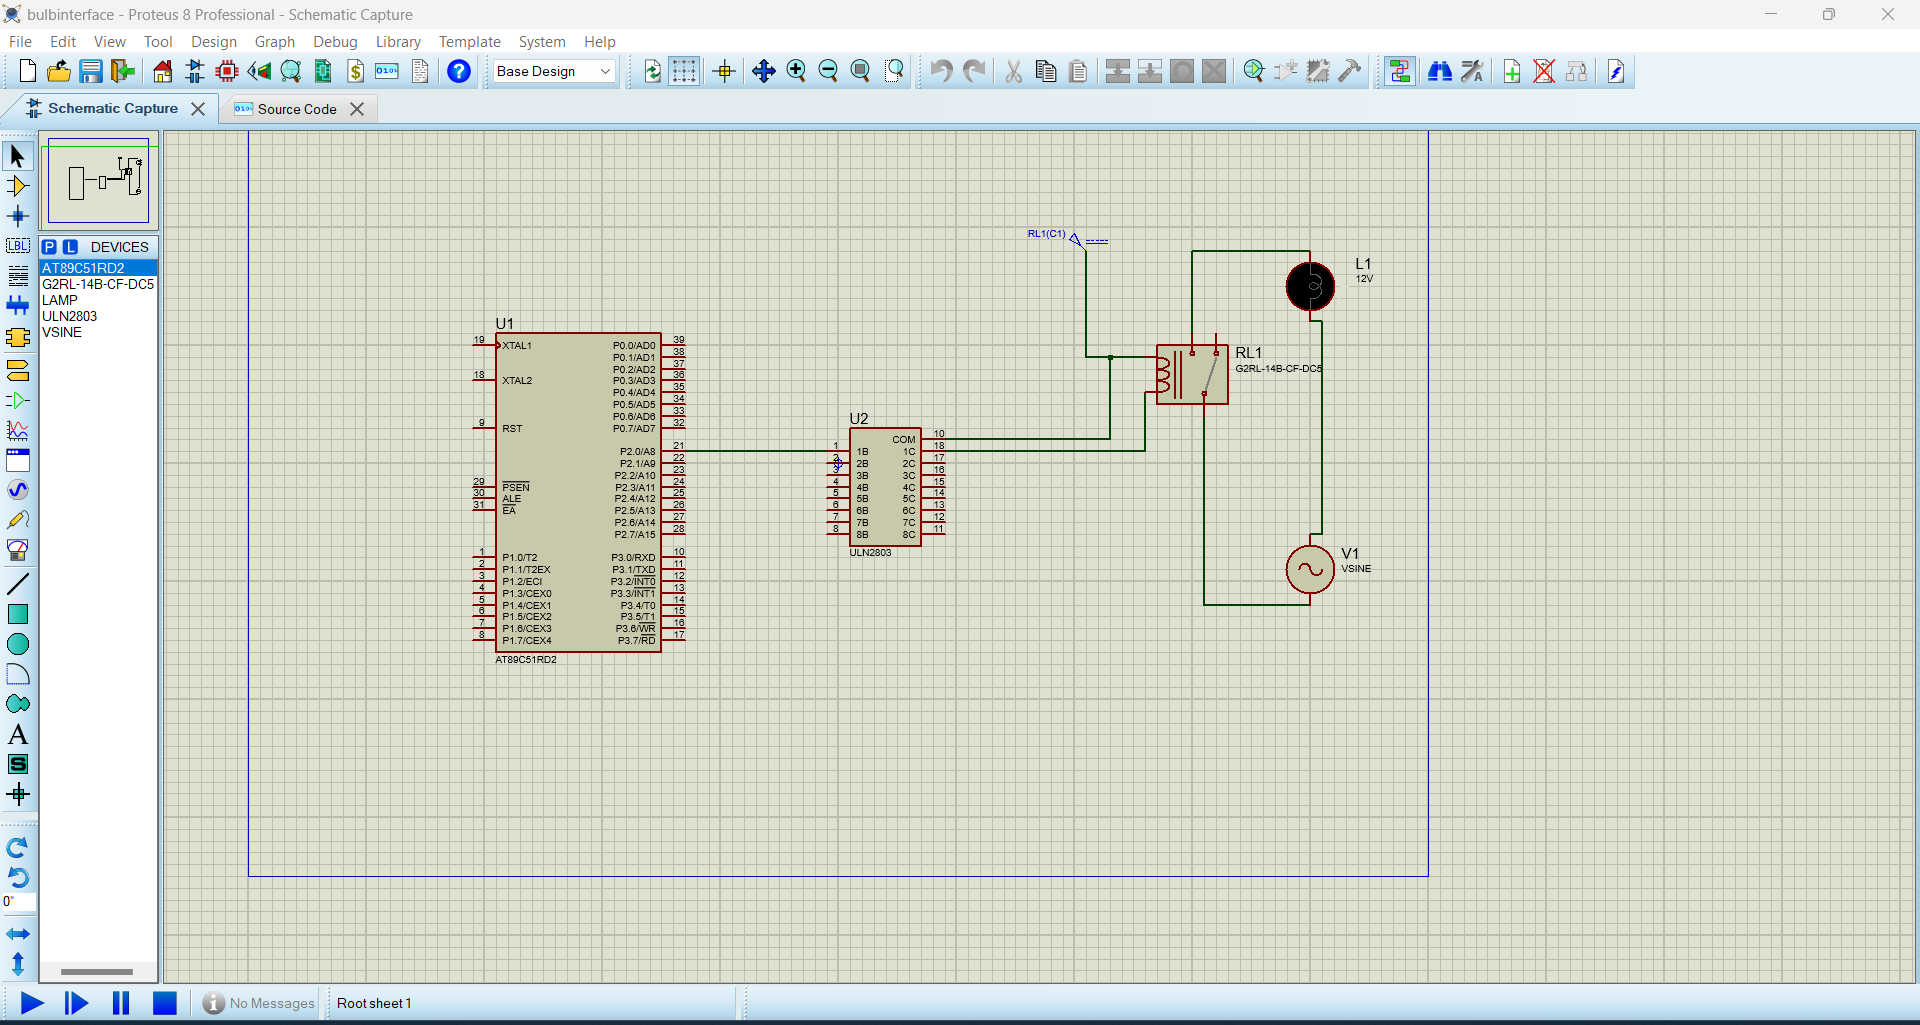 bulbinterface - Proteus 8 Professional - Schematic Capture
File Edit View Tool Design Graph Debug Library Template System Help
Base Design
Schematic Capture
Source Code
P L DEVICES
AT89C51RD2
G2RL-14B-CF-DC5
LAMP
ULN2803
VSINE
LBL
A
S
0°
RL1(C1)
L1
12V
RL1
G2RL-14B-CF-DC5
V1
VSINE
U1
19 XTAL1
18 XTAL2
9 RST
29 PSEN
30 ALE
31 EA
1 P1.0/T2
2 P1.1/T2EX
3 P1.2/ECI
4 P1.3/CEX0
5 P1.4/CEX1
6 P1.5/CEX2
7 P1.6/CEX3
8 P1.7/CEX4
P0.0/AD0 39
P0.1/AD1 38
P0.2/AD2 37
P0.3/AD3 36
P0.4/AD4 35
P0.5/AD5 34
P0.6/AD6 33
P0.7/AD7 32
P2.0/A8 21
P2.1/A9 22
P2.2/A10 23
P2.3/A11 24
P2.4/A12 25
P2.5/A13 26
P2.6/A14 27
P2.7/A15 28
P3.0/RXD 10
P3.1/TXD 11
P3.2/INT0 12
P3.3/INT1 13
P3.4/T0 14
P3.5/T1 15
P3.6/WR 16
P3.7/RD 17
AT89C51RD2
U2
COM 10
1 1B 1C 18
2 2B 2C 17
3 3B 3C 16
4 4B 4C 15
5 5B 5C 14
6 6B 6C 13
7 7B 7C 12
8 8B 8C 11
ULN2803
No Messages
Root sheet 1